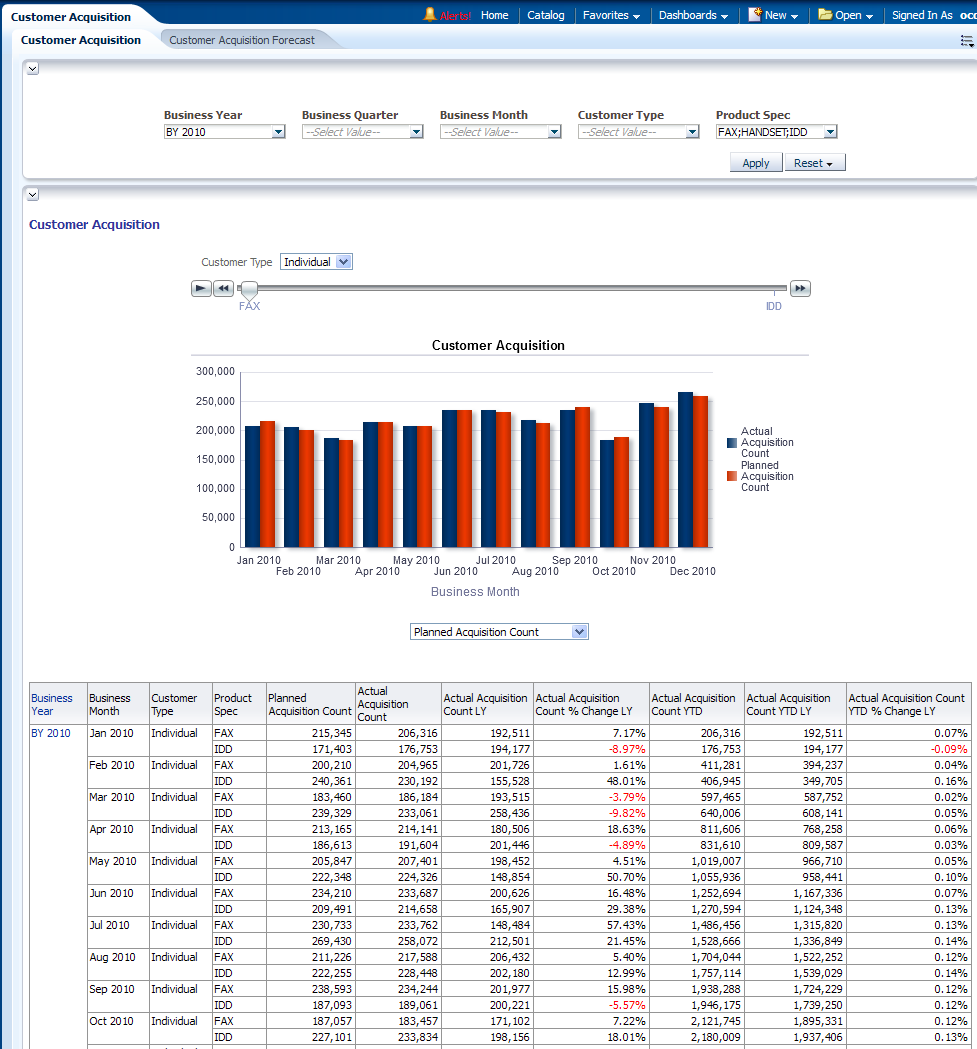 Customer Acquisition
Alerts! Home Catalog Favorites Dashboards New Open Signed In As
Customer Acquisition Customer Acquisition Forecast
Business Year Business Quarter Business Month Customer Type Product Spec
BY 2010 --Select Value-- --Select Value-- --Select Value-- FAX;HANDSET;IDD
Apply Reset
Customer Acquisition
Customer Type Individual
FAX IDD
Customer Acquisition
300,000
250,000
200,000
150,000
100,000
50,000
0
Actual
Acquisition
Count
Planned
Acquisition
Count
Jan 2010 Mar 2010 May 2010 Jul 2010 Sep 2010 Nov 2010
Feb 2010 Apr 2010 Jun 2010 Aug 2010 Oct 2010 Dec 2010
Business Month
Planned Acquisition Count
Business Year Business Month Customer Type Product Spec Planned Acquisition Count Actual Acquisition Count Actual Acquisition Count LY Actual Acquisition Count % Change LY Actual Acquisition Count YTD Actual Acquisition Count YTD LY Actual Acquisition Count YTD % Change LY
BY 2010 Jan 2010 Individual FAX 215,345 206,316 192,511 7.17% 206,316 192,511 0.07%
IDD 171,403 176,753 194,177 -8.97% 176,753 194,177 -0.09%
Feb 2010 Individual FAX 200,210 204,965 201,726 1.61% 411,281 394,237 0.04%
IDD 240,361 230,192 155,528 48.01% 406,945 349,705 0.16%
Mar 2010 Individual FAX 183,460 186,184 193,515 -3.79% 597,465 587,752 0.02%
IDD 239,329 233,061 258,436 -9.82% 640,006 608,141 0.05%
Apr 2010 Individual FAX 213,165 214,141 180,506 18.63% 811,606 768,258 0.06%
IDD 186,613 191,604 201,446 -4.89% 831,610 809,587 0.03%
May 2010 Individual FAX 205,847 207,401 198,452 4.51% 1,019,007 966,710 0.05%
IDD 222,348 224,326 148,854 50.70% 1,055,936 958,441 0.10%
Jun 2010 Individual FAX 234,210 233,687 200,626 16.48% 1,252,694 1,167,336 0.07%
IDD 209,491 214,658 165,907 29.38% 1,270,594 1,124,348 0.13%
Jul 2010 Individual FAX 230,733 233,762 148,484 57.43% 1,486,456 1,315,820 0.13%
IDD 269,430 258,072 212,501 21.45% 1,528,666 1,336,849 0.14%
Aug 2010 Individual FAX 211,226 217,588 206,432 5.40% 1,704,044 1,522,252 0.12%
IDD 222,255 228,448 202,180 12.99% 1,757,114 1,539,029 0.14%
Sep 2010 Individual FAX 238,593 234,244 201,977 15.98% 1,938,288 1,724,229 0.12%
IDD 187,093 189,061 200,221 -5.57% 1,946,175 1,739,250 0.12%
Oct 2010 Individual FAX 187,057 183,457 171,102 7.22% 2,121,745 1,895,331 0.12%
IDD 227,101 233,834 198,156 18.01% 2,180,009 1,937,406 0.13%